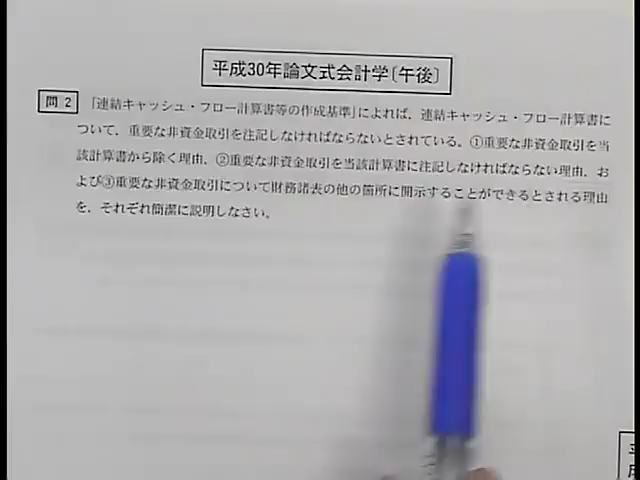 平成30年論文式会計学〔午後〕
問2 「連結キャッシュ・フロー計算書等の作成基準」によれば、連結キャッシュ・フロー計算書に
ついて、重要な非資金取引を注記しなければならないとされている。①重要な非資金取引を当
該計算書から除く理由、②重要な非資金取引を当該計算書に注記しなければならない理由、お
よび③重要な非資金取引について財務諸表の他の箇所に開示することができるとされる理由
を、それぞれ簡潔に説明しなさい。